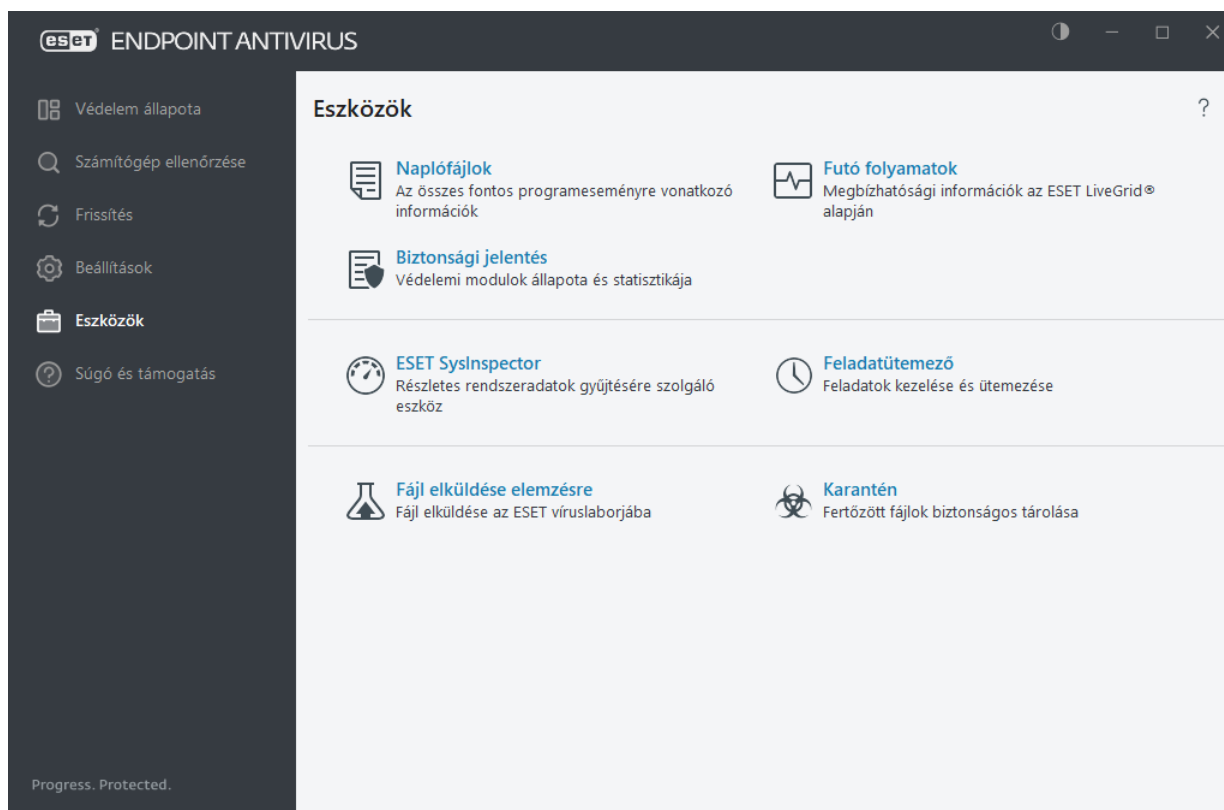 eset ENDPOINT ANTIVIRUS
Védelem állapota
Számítógép ellenőrzése
Frissítés
Beállítások
Eszközök
Súgó és támogatás
Progress. Protected.
Eszközök
?
Naplófájlok
Az összes fontos programeseményre vonatkozó
információk
Futó folyamatok
Megbízhatósági információk az ESET LiveGrid®
alapján
Biztonsági jelentés
Védelemi modulok állapota és statisztikája
ESET SysInspector
Részletes rendszeradatok gyűjtésére szolgáló
eszköz
Feladatütemező
Feladatok kezelése és ütemezése
Fájl elküldése elemzésre
Fájl elküldése az ESET víruslaborjába
Karantén
Fertőzött fájlok biztonságos tárolása